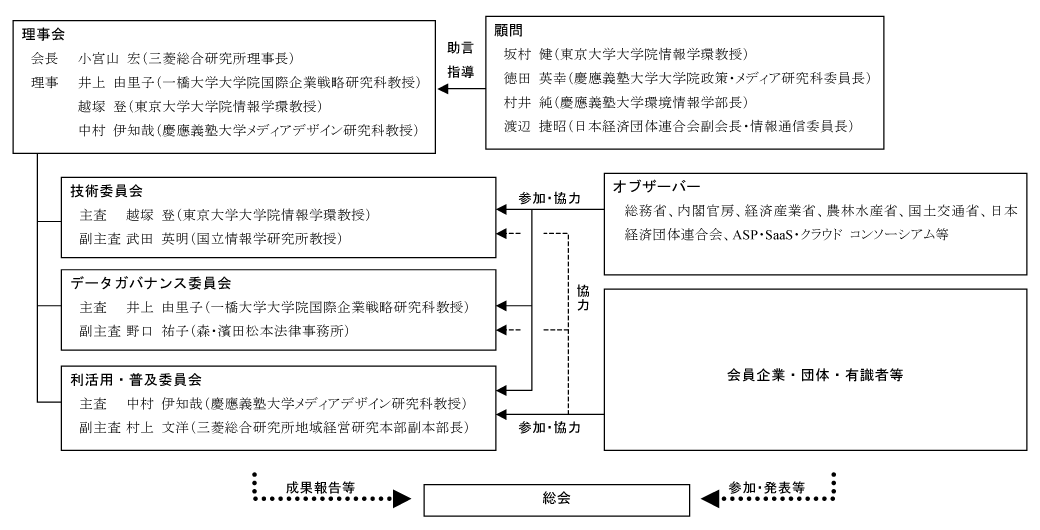 理事会
会長 小宮山 宏(三菱総合研究所理事長)
理事 井上 由里子(一橋大学大学院国際企業戦略研究科教授)
越塚 登(東京大学大学院情報学環教授)
中村 伊知哉(慶應義塾大学メディアデザイン研究科教授)
助言
指導
顧問
坂村 健(東京大学大学院情報学環教授)
徳田 英幸(慶應義塾大学大学院政策・メディア研究科委員長)
村井 純(慶應義塾大学環境情報学部長)
渡辺 捷昭(日本経済団体連合会副会長・情報通信委員長)
技術委員会
主査 越塚 登(東京大学大学院情報学環教授)
副主査 武田 英明(国立情報学研究所教授)
参加・協力
オブザーバー
総務省、内閣官房、経済産業省、農林水産省、国土交通省、日本
経済団体連合会、ASP・SaaS・クラウド コンソーシアム等
データガバナンス委員会
主査 井上 由里子(一橋大学大学院国際企業戦略研究科教授)
副主査 野口 祐子(森・濱田松本法律事務所)
協力
会員企業・団体・有識者等
利活用・普及委員会
主査 中村 伊知哉(慶應義塾大学メディアデザイン研究科教授)
副主査 村上 文洋(三菱総合研究所地域経営研究本部副本部長)
参加・協力
成果報告等
総会
参加・発表等